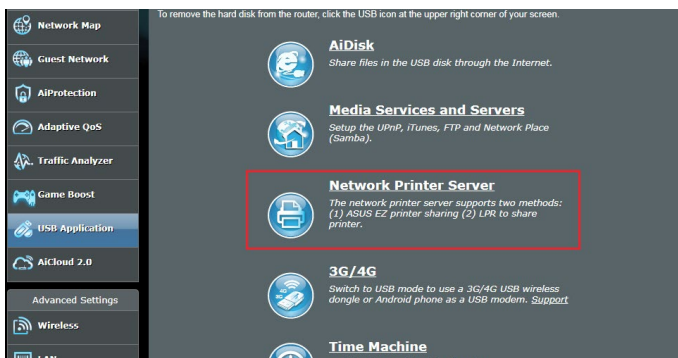 To remove the hard disk from the router, click the USB icon at the upper right corner of your screen.
Network Map
Guest Network
AiProtection
Adaptive QoS
Traffic Analyzer
Game Boost
USB Application
AiCloud 2.0
Advanced Settings
Wireless
LAN
AiDisk
Share files in the USB disk through the Internet.
Media Services and Servers
Setup the UPnP, iTunes, FTP and Network Place
(Samba).
Network Printer Server
The network printer server supports two methods:
(1) ASUS EZ printer sharing (2) LPR to share
printer.
3G/4G
Switch to USB mode to use a 3G/4G USB wireless
dongle or Android phone as a USB modem. Support
Time Machine